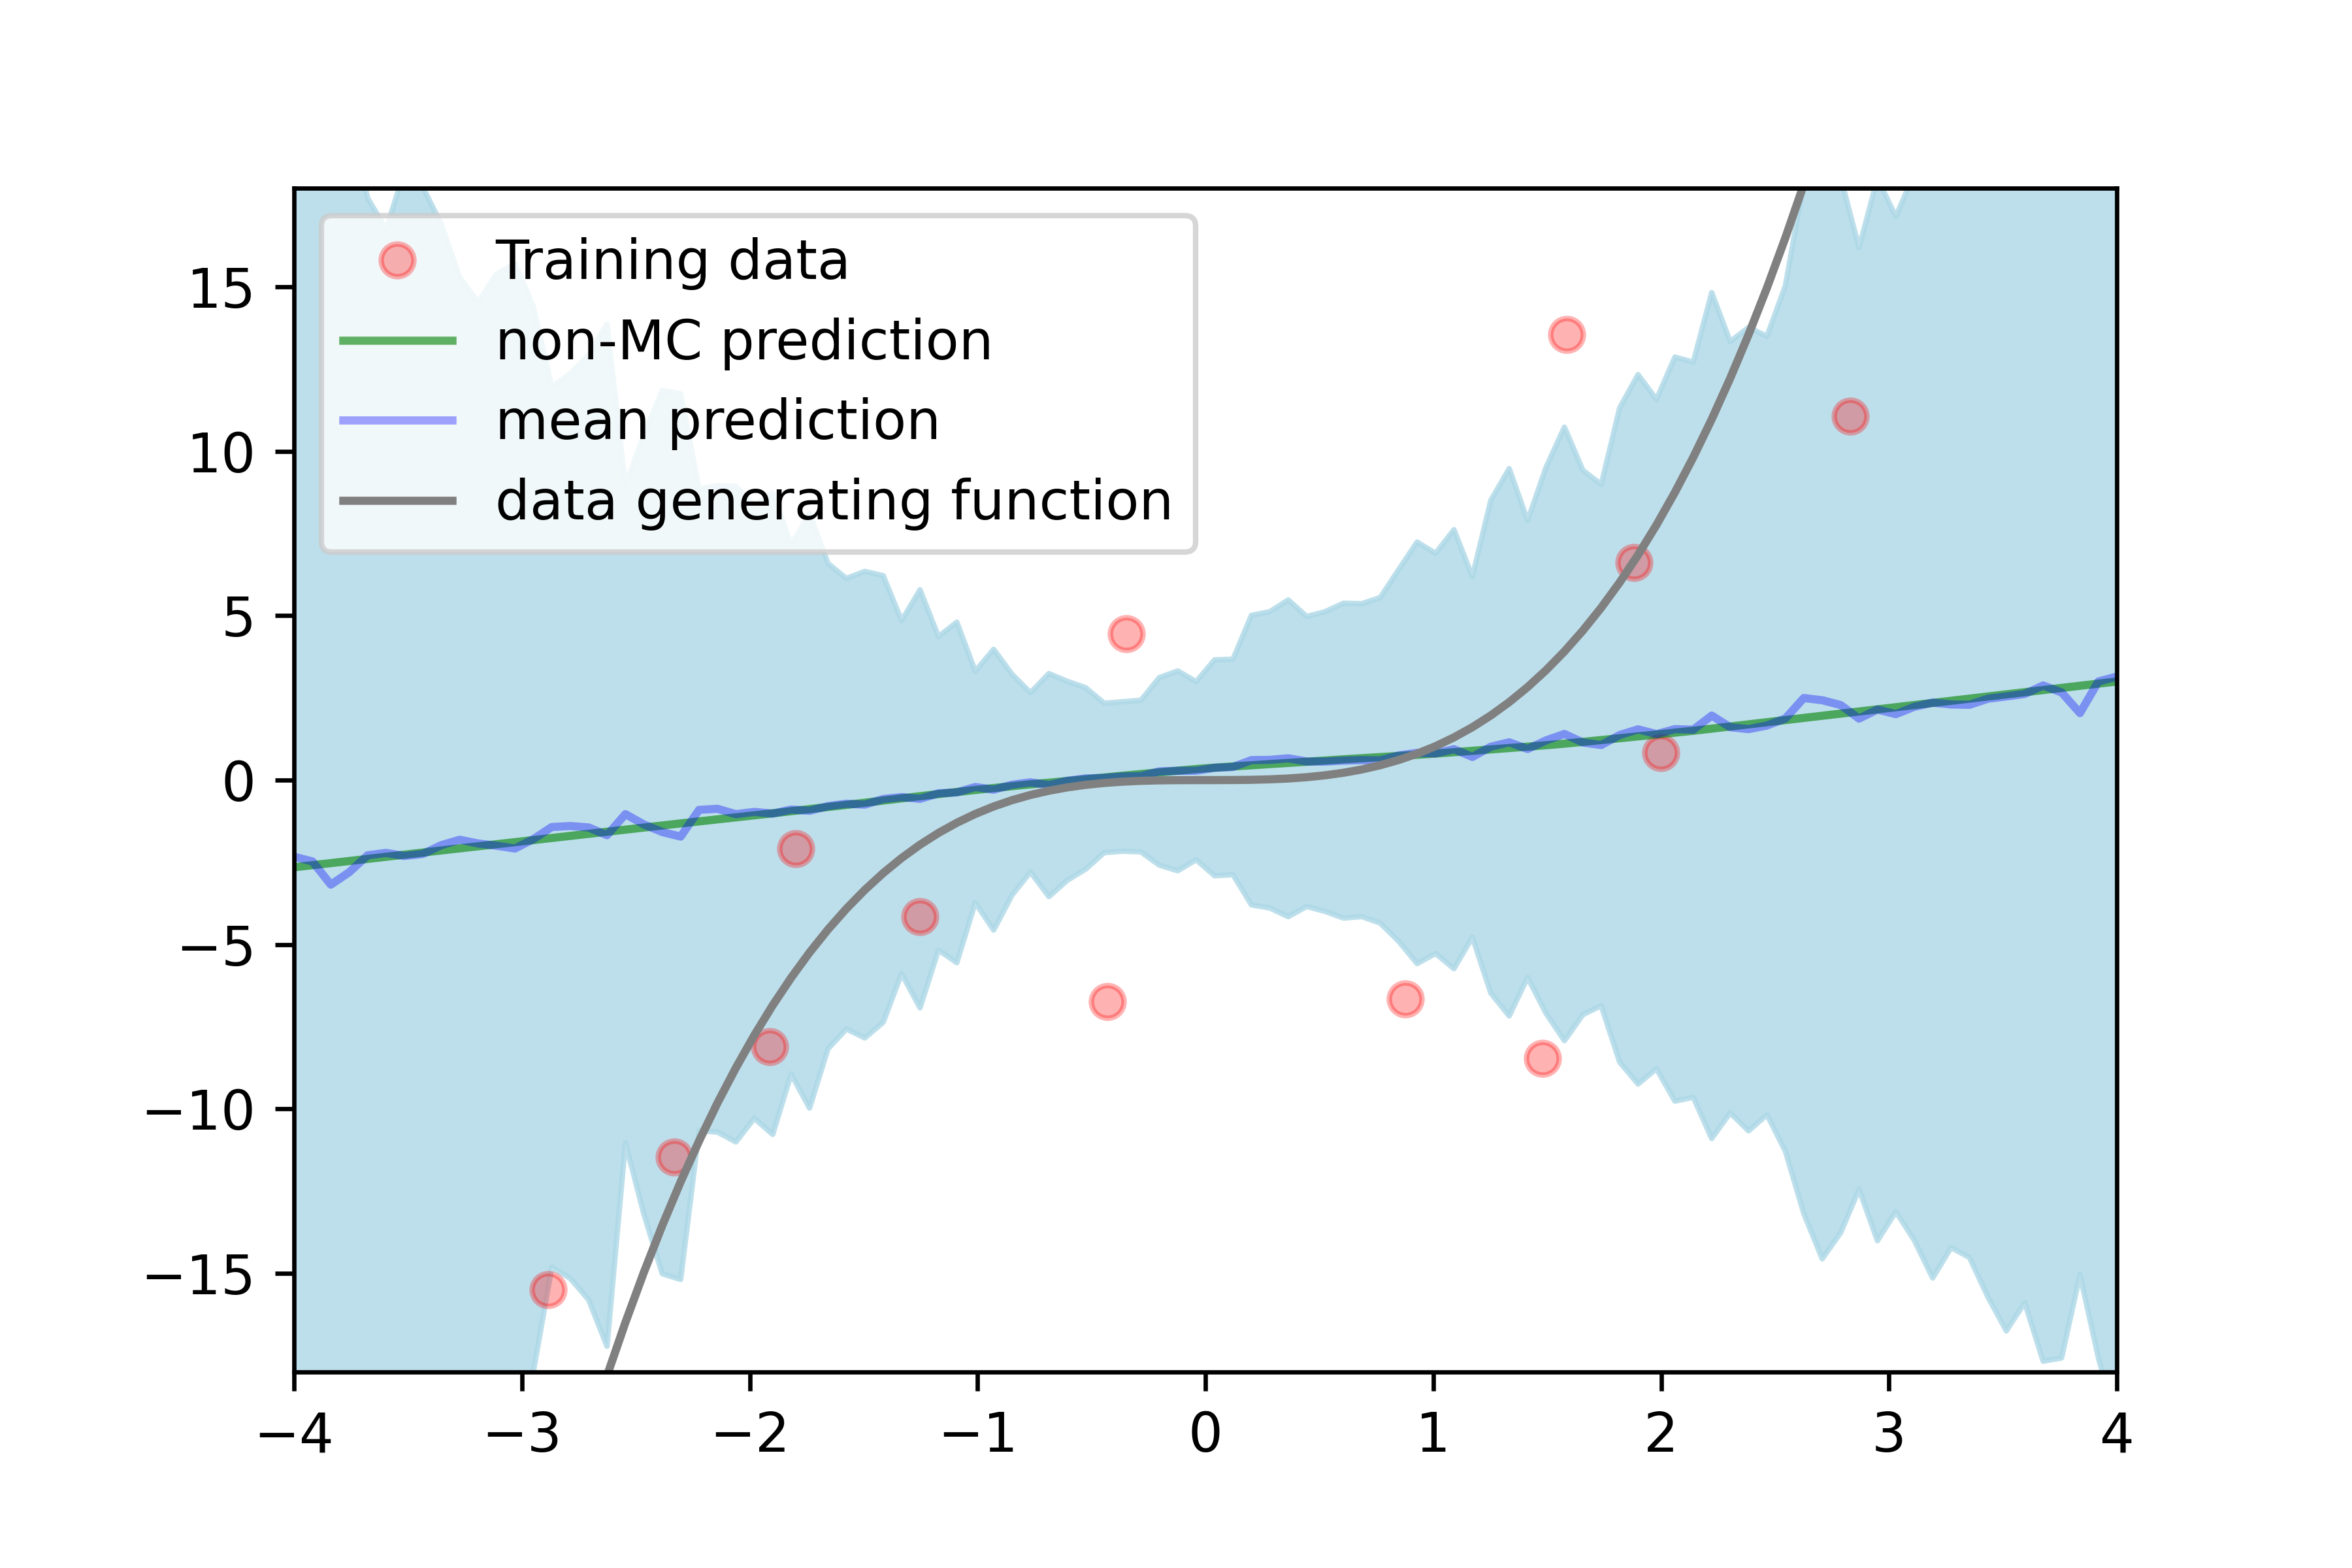 Training data
non-MC prediction
mean prediction
data generating function
15
10
5
0
−5
−10
−15
−4 −3 −2 −1 0 1 2 3 4